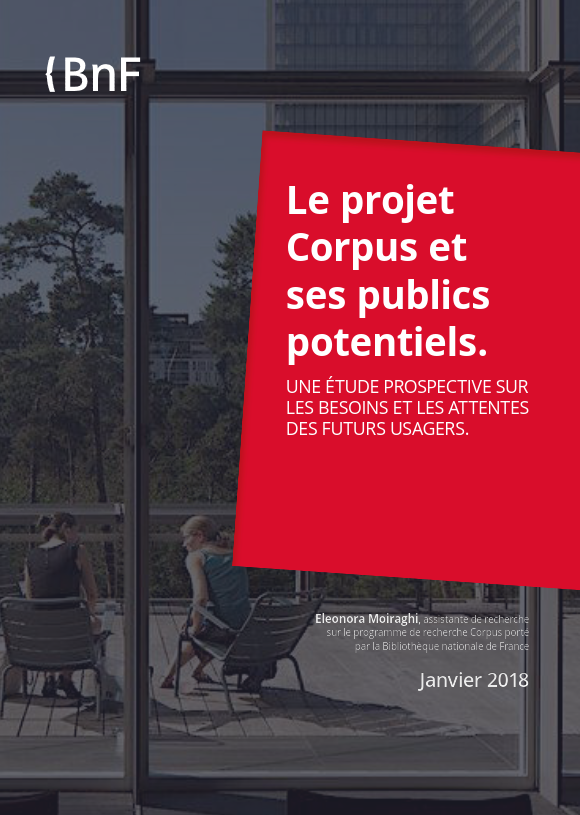 BnF
Le projet
Corpus et
ses publics
potentiels.
UNE ÉTUDE PROSPECTIVE SUR
LES BESOINS ET LES ATTENTES
DES FUTURS USAGERS.
Eleonora Moiraghi, assistante de recherche
sur le programme de recherche Corpus porté
par la Bibliothèque nationale de France
Janvier 2018